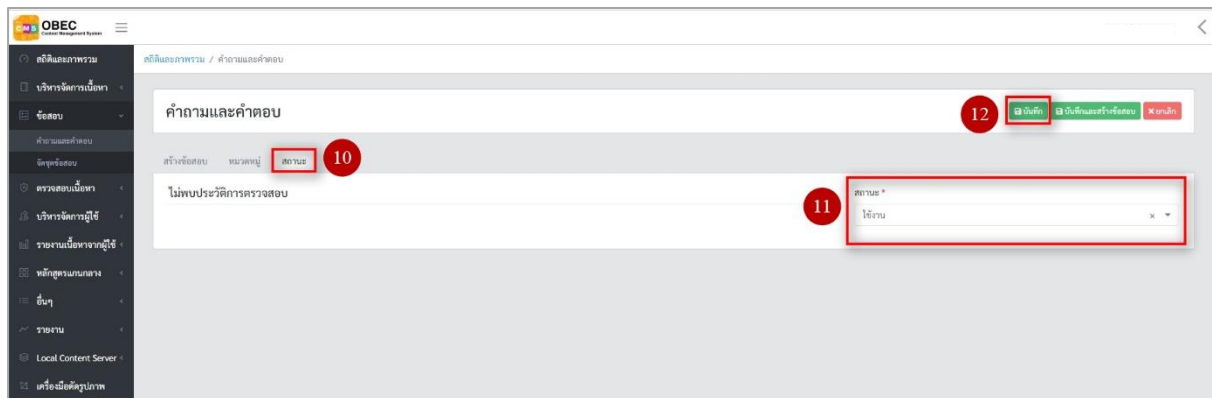 CMS OBEC
Content Management System
สถิติและภาพรวม
บริหารจัดการเนื้อหา
ข้อสอบ
คำถามและคำตอบ
จัดชุดข้อสอบ
ตรวจสอบเนื้อหา
บริหารจัดการผู้ใช้
รายงานเนื้อหาจากผู้ใช้
หลักสูตรแกนกลาง
อื่นๆ
รายงาน
Local Content Server
เครื่องมือตัดรูปภาพ
สถิติและภาพรวม / คำถามและคำตอบ
คำถามและคำตอบ
12 บันทึก บันทึกและสร้างข้อสอบ ยกเลิก
สร้างข้อสอบ หมวดหมู่ สถานะ 10
ไม่พบประวัติการตรวจสอบ
11
สถานะ *
ใช้งาน